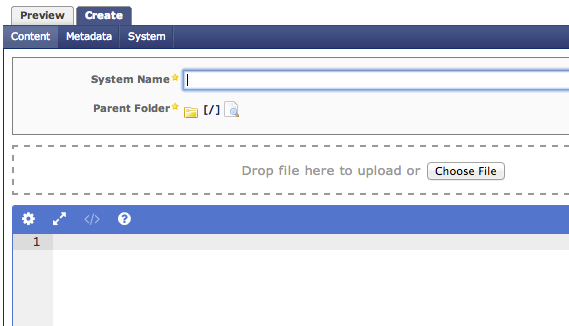 Preview Create
Content Metadata System
System Name
Parent Folder [/]
Drop file here to upload or Choose File
</> ?
1